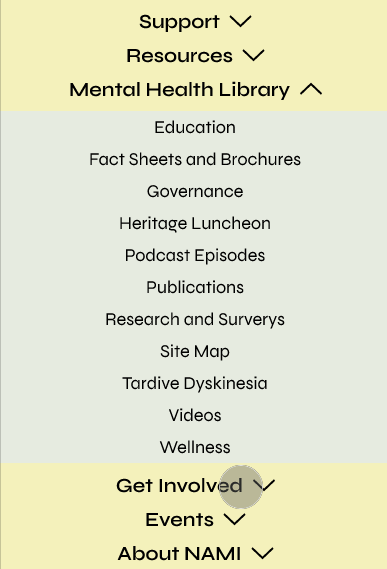 Support
Resources
Mental Health Library
Education
Fact Sheets and Brochures
Governance
Heritage Luncheon
Podcast Episodes
Publications
Research and Surverys
Site Map
Tardive Dyskinesia
Videos
Wellness
Get Involved
Events
About NAMI